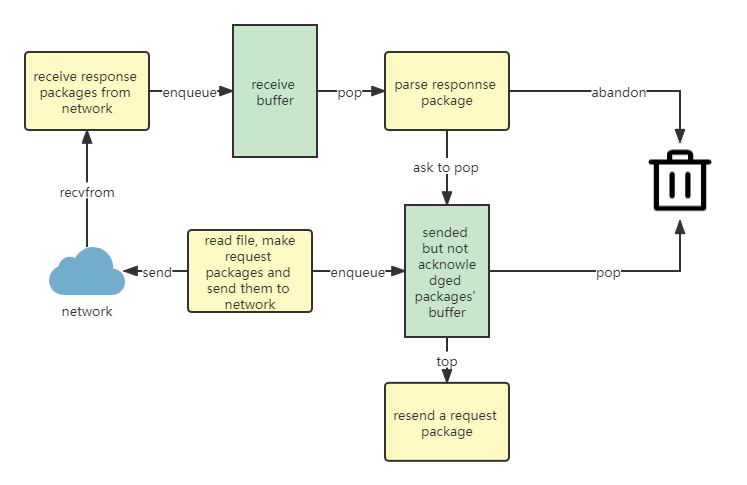 receive response
packages from
network
enqueue
receive
buffer
pop
parse responnse
package
abandon
recvfrom
ask to pop
read file, make
request
packages and
send them to
network
send
enqueue
sended
but not
acknowle
dged
packages'
buffer
pop
network
top
resend a request
package